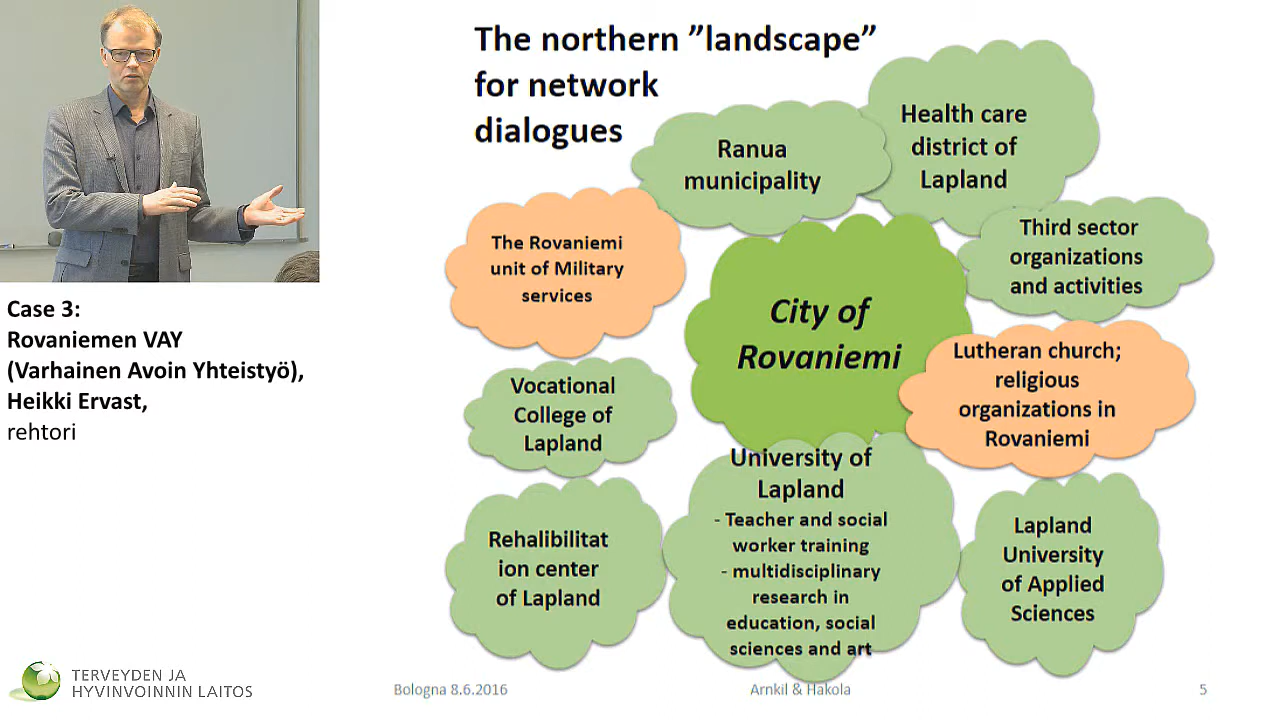 The northern ”landscape”
for network
dialogues
Ranua
municipality
Health care
district of
Lapland
The Rovaniemi
unit of Military
services
Third sector
organizations
and activities
City of
Rovaniemi
Lutheran church;
religious
organizations in
Rovaniemi
Vocational
College of
Lapland
University of
Lapland
- Teacher and social
worker training
- multidisciplinary
research in
education, social
sciences and art
Rehalibilitat
ion center
of Lapland
Lapland
University
of Applied
Sciences
Case 3:
Rovaniemen VAY
(Varhainen Avoin Yhteistyö),
Heikki Ervast,
rehtori
TERVEYDEN JA
HYVINVOINNIN LAITOS
Bologna 8.6.2016
Arnkil & Hakola
5